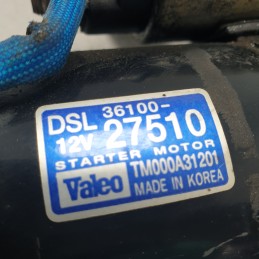 DSL 36100-
12V 27510
STARTER MOTOR
Valeo TM000A31201
MADE IN KOREA